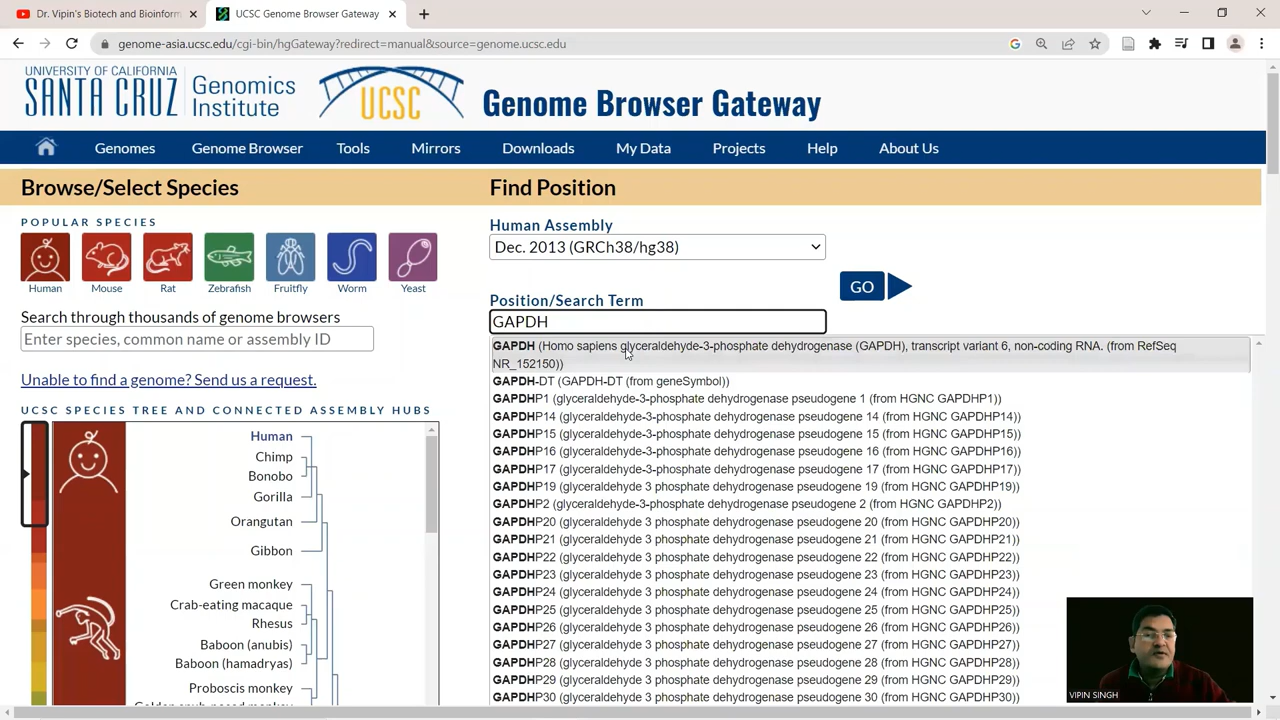 Dr. Vipin's Biotech and Bioinform
UCSC Genome Browser Gateway
genome-asia.ucsc.edu/cgi-bin/hgGateway?redirect=manual&source=genome.ucsc.edu
UNIVERSITY OF CALIFORNIA
SANTA CRUZ
Genomics
Institute
UCSC
Genome Browser Gateway
Genomes
Genome Browser
Tools
Mirrors
Downloads
My Data
Projects
Help
About Us
Browse/Select Species
POPULAR SPECIES
Human
Mouse
Rat
Zebrafish
Fruitfly
Worm
Yeast
Search through thousands of genome browsers
Enter species, common name or assembly ID
Unable to find a genome? Send us a request.
UCSC SPECIES TREE AND CONNECTED ASSEMBLY HUBS
Human
Chimp
Bonobo
Gorilla
Orangutan
Gibbon
Green monkey
Crab-eating macaque
Rhesus
Baboon (anubis)
Baboon (hamadryas)
Proboscis monkey
Find Position
Human Assembly
Dec. 2013 (GRCh38/hg38)
GO
Position/Search Term
GAPDH
GAPDH (Homo sapiens glyceraldehyde-3-phosphate dehydrogenase (GAPDH), transcript variant 6, non-coding RNA. (from RefSeq
NR_152150))
GAPDH-DT (GAPDH-DT (from geneSymbol))
GAPDHP1 (glyceraldehyde-3-phosphate dehydrogenase pseudogene 1 (from HGNC GAPDHP1))
GAPDHP14 (glyceraldehyde-3-phosphate dehydrogenase pseudogene 14 (from HGNC GAPDHP14))
GAPDHP15 (glyceraldehyde-3-phosphate dehydrogenase pseudogene 15 (from HGNC GAPDHP15))
GAPDHP16 (glyceraldehyde-3-phosphate dehydrogenase pseudogene 16 (from HGNC GAPDHP16))
GAPDHP17 (glyceraldehyde-3-phosphate dehydrogenase pseudogene 17 (from HGNC GAPDHP17))
GAPDHP19 (glyceraldehyde 3 phosphate dehydrogenase pseudogene 19 (from HGNC GAPDHP19))
GAPDHP2 (glyceraldehyde-3-phosphate dehydrogenase pseudogene 2 (from HGNC GAPDHP2))
GAPDHP20 (glyceraldehyde 3 phosphate dehydrogenase pseudogene 20 (from HGNC GAPDHP20))
GAPDHP21 (glyceraldehyde 3 phosphate dehydrogenase pseudogene 21 (from HGNC GAPDHP21))
GAPDHP22 (glyceraldehyde 3 phosphate dehydrogenase pseudogene 22 (from HGNC GAPDHP22))
GAPDHP23 (glyceraldehyde 3 phosphate dehydrogenase pseudogene 23 (from HGNC GAPDHP23))
GAPDHP24 (glyceraldehyde 3 phosphate dehydrogenase pseudogene 24 (from HGNC GAPDHP24))
GAPDHP25 (glyceraldehyde 3 phosphate dehydrogenase pseudogene 25 (from HGNC GAPDHP25))
GAPDHP26 (glyceraldehyde 3 phosphate dehydrogenase pseudogene 26 (from HGNC GAPDHP26))
GAPDHP27 (glyceraldehyde 3 phosphate dehydrogenase pseudogene 27 (from HGNC GAPDHP27))
GAPDHP28 (glyceraldehyde 3 phosphate dehydrogenase pseudogene 28 (from HGNC GAPDHP28))
GAPDHP29 (glyceraldehyde 3 phosphate dehydrogenase pseudogene 29 (from HGNC GAPDHP29))
GAPDHP30 (glyceraldehyde 3 phosphate dehydrogenase pseudogene 30 (from HGNC GAPDHP30))
VIPIN SINGH